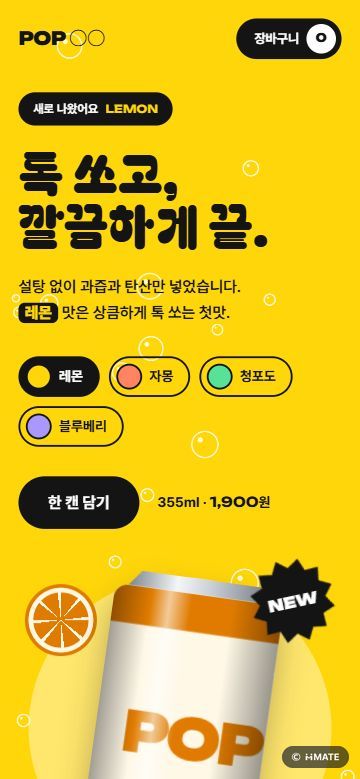 POP○○
장바구니 0
새로 나왔어요 LEMON
톡 쏘고,
깔끔하게 끝.
설탕 없이 과즙과 탄산만 넣었습니다.
레몬 맛은 상큼하게 톡 쏘는 첫맛.
레몬 자몽 청포도
블루베리
한 캔 담기 355ml · 1,900원
NEW
POP
© HMATE